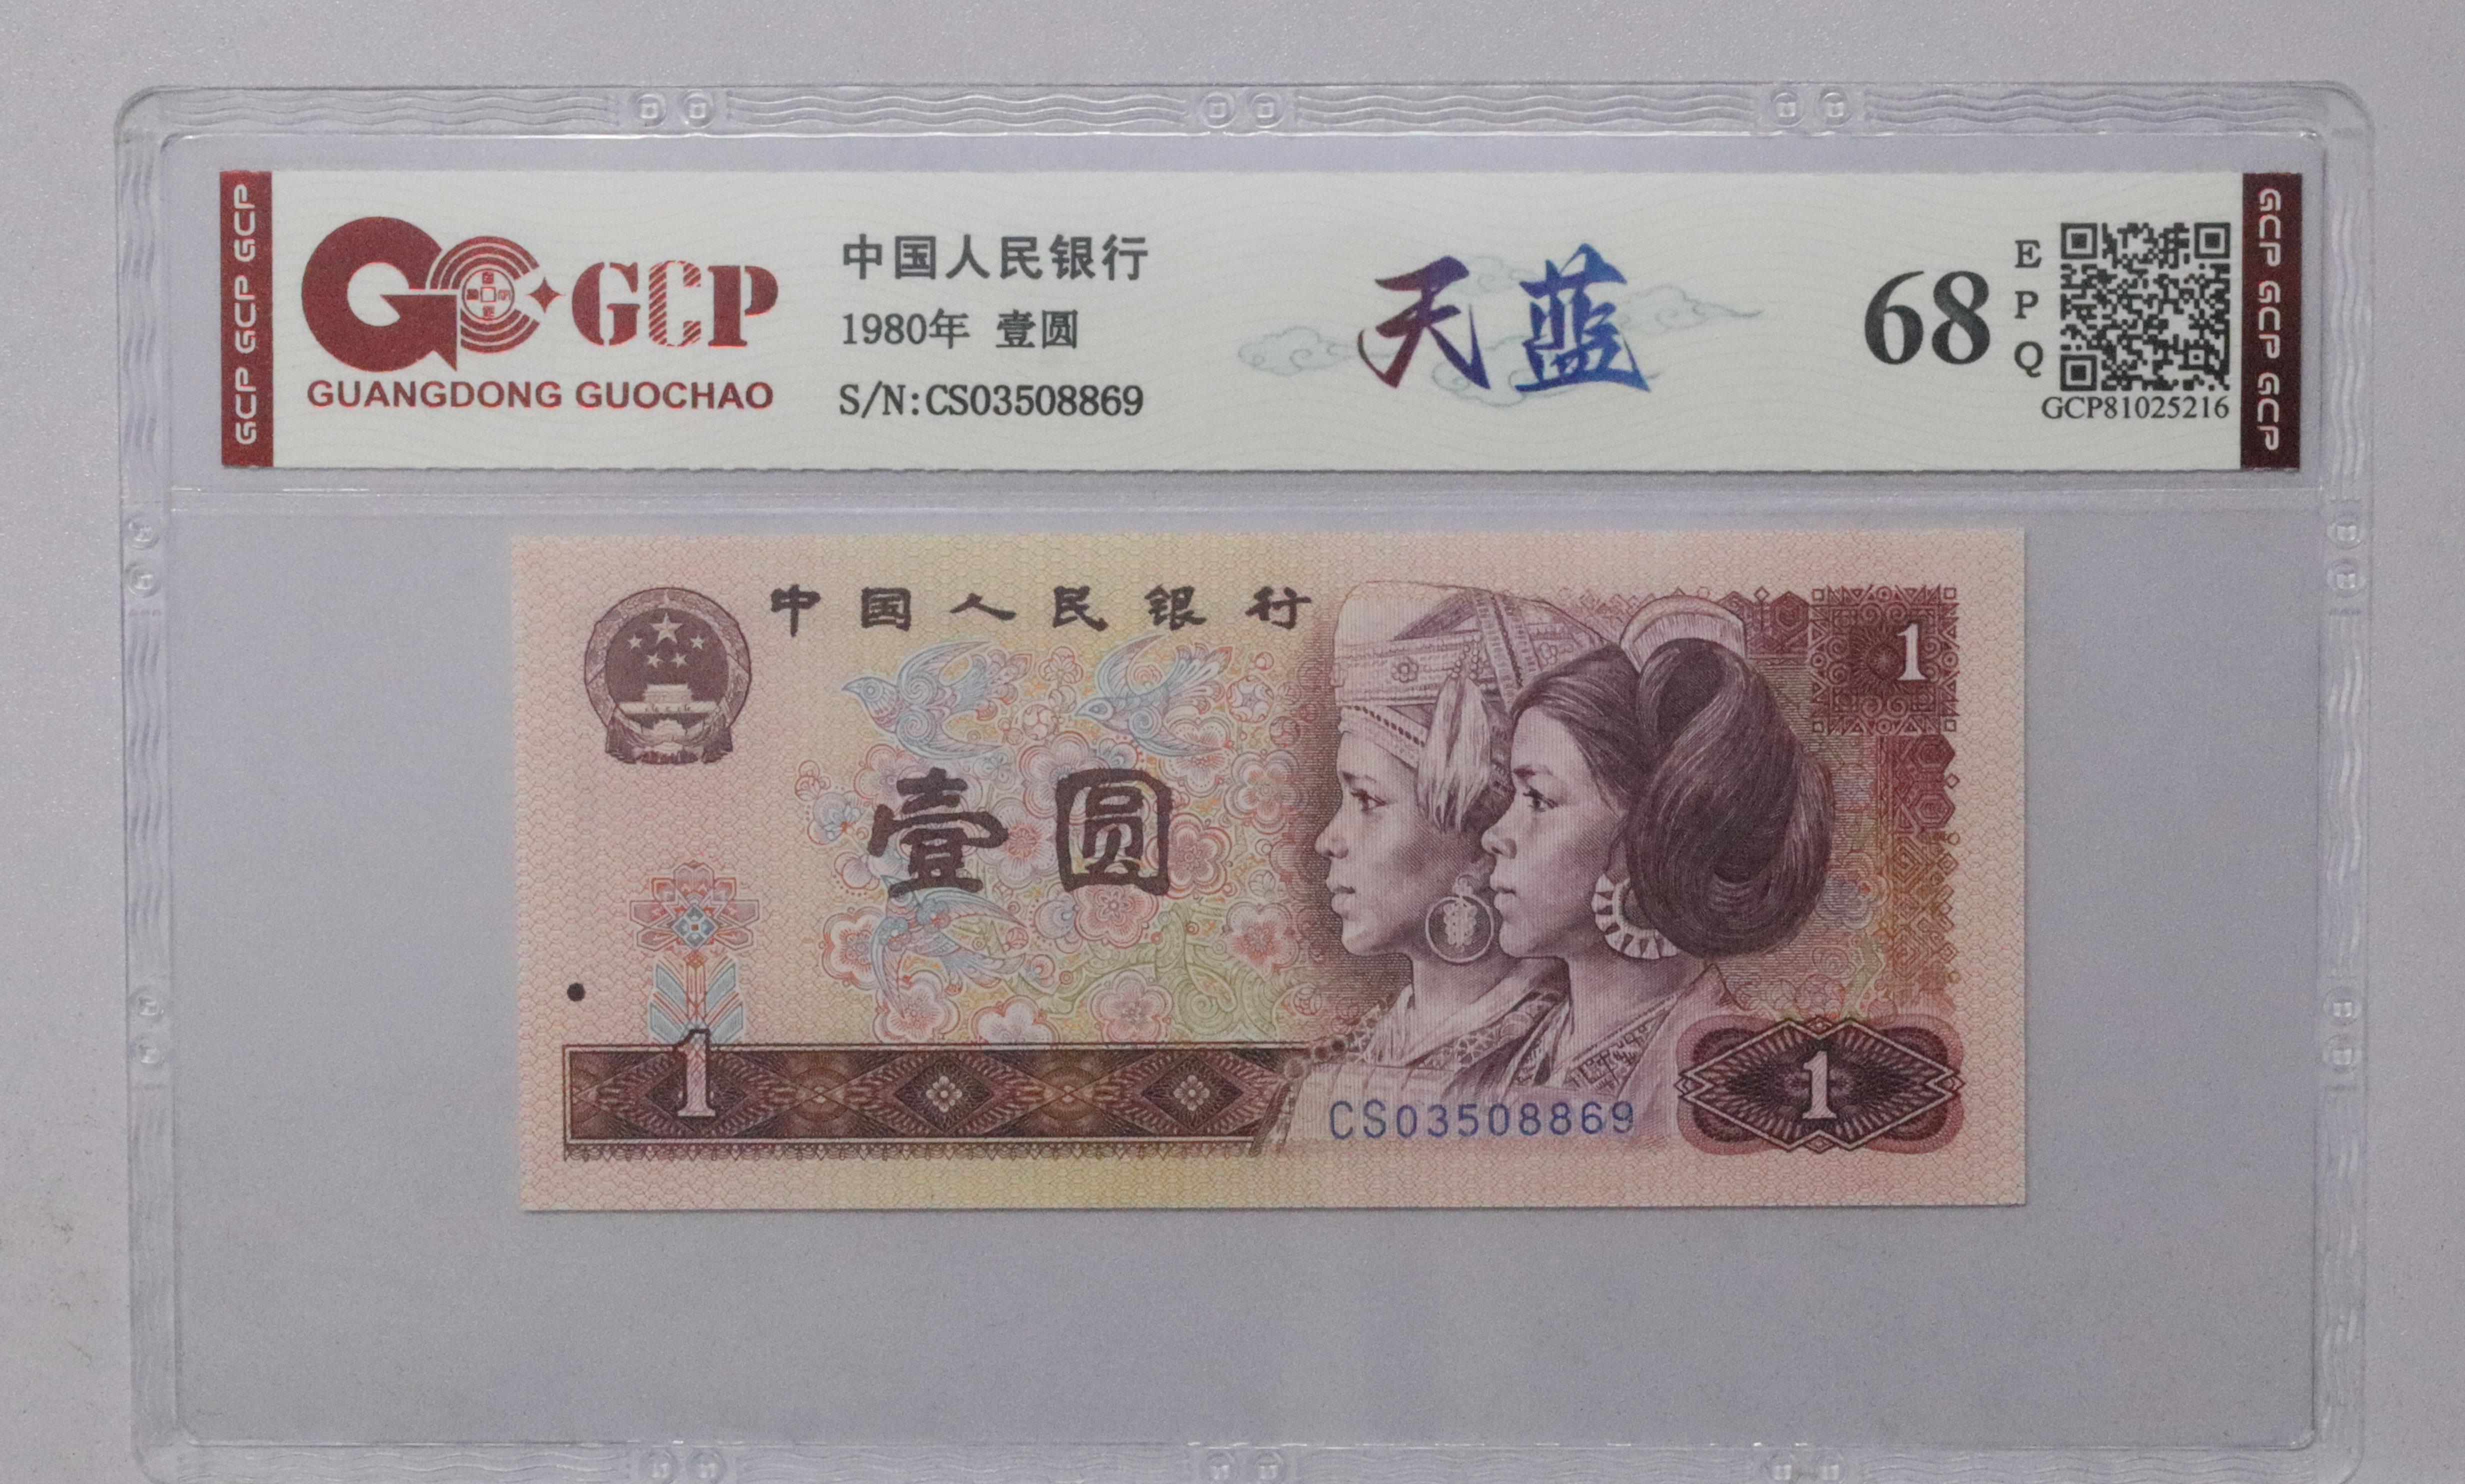 GCP GCP GCP
GCP
GUANGDONG GUOCHAO
中国人民银行
1980年 壹圆
S/N:CS03508869
天蓝
68
EPQ
GCP81025216
GCP GCP GCP
中国人民银行
1
壹圆
1
CS03508869
1